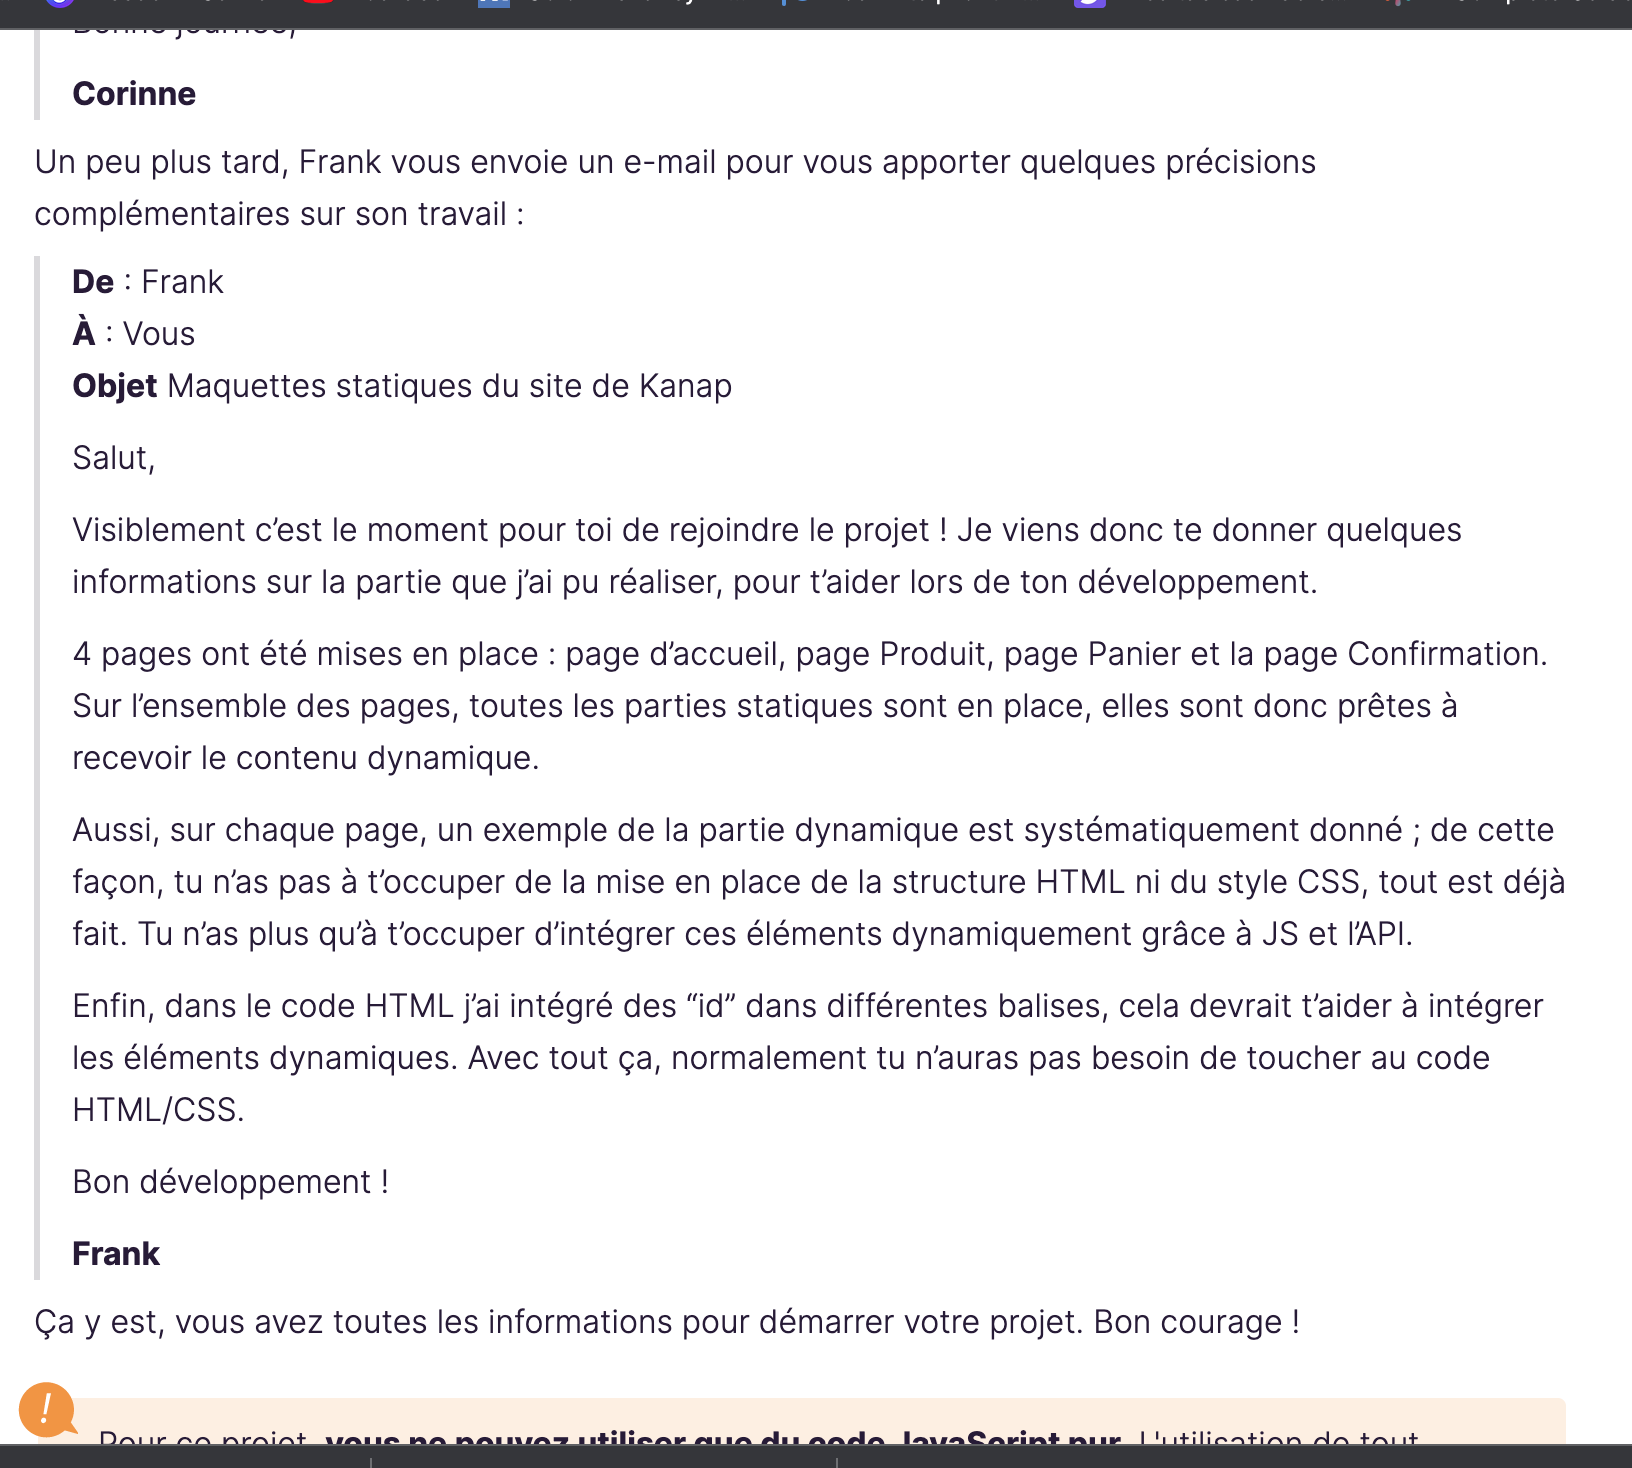 Bonne journée,
Corinne
Un peu plus tard, Frank vous envoie un e-mail pour vous apporter quelques précisions
complémentaires sur son travail :
De : Frank
À : Vous
Objet Maquettes statiques du site de Kanap
Salut,
Visiblement c’est le moment pour toi de rejoindre le projet ! Je viens donc te donner quelques
informations sur la partie que j’ai pu réaliser, pour t’aider lors de ton développement.
4 pages ont été mises en place : page d’accueil, page Produit, page Panier et la page Confirmation.
Sur l’ensemble des pages, toutes les parties statiques sont en place, elles sont donc prêtes à
recevoir le contenu dynamique.
Aussi, sur chaque page, un exemple de la partie dynamique est systématiquement donné ; de cette
façon, tu n’as pas à t’occuper de la mise en place de la structure HTML ni du style CSS, tout est déjà
fait. Tu n’as plus qu’à t’occuper d’intégrer ces éléments dynamiquement grâce à JS et l’API.
Enfin, dans le code HTML j’ai intégré des “id” dans différentes balises, cela devrait t’aider à intégrer
les éléments dynamiques. Avec tout ça, normalement tu n’auras pas besoin de toucher au code
HTML/CSS.
Bon développement !
Frank
Ça y est, vous avez toutes les informations pour démarrer votre projet. Bon courage !
Pour ce projet, vous ne pouvez utiliser que du code JavaScript pur. L'utilisation de tout